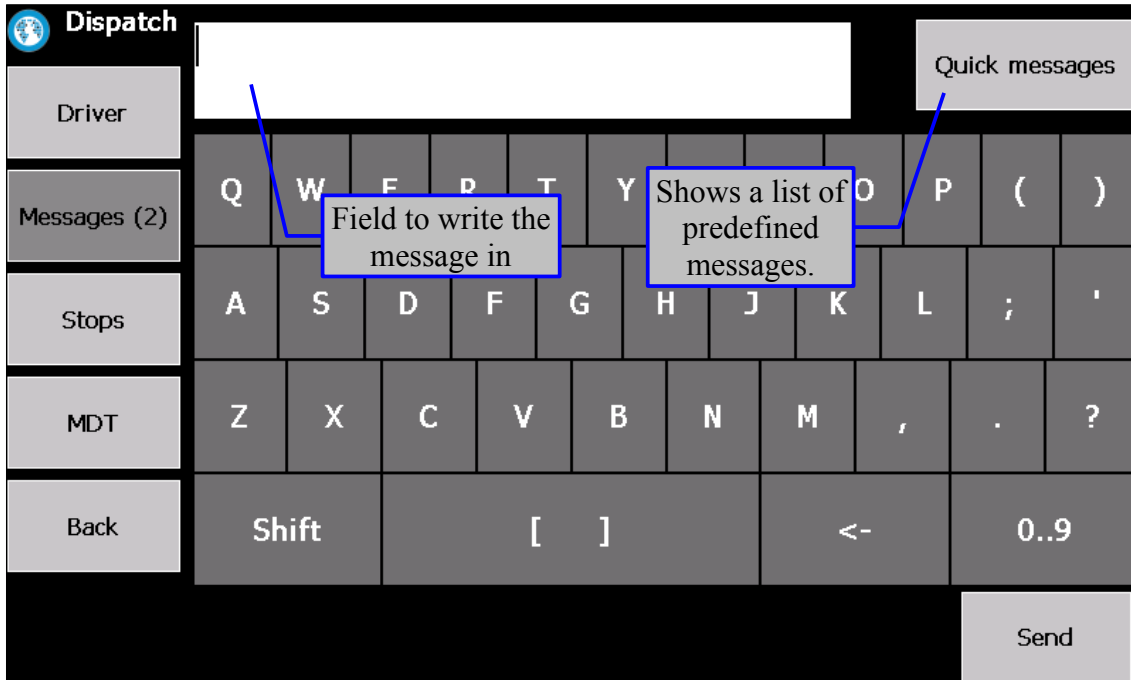 Dispatch
Quick messages
Driver
Messages (2)
Stops
MDT
Back
Q W E R T Y O P ( )
Field to write the
message in
Shows a list of
predefined
messages.
A S D F G H J K L ; '
Z X C V B N M , . ?
Shift [ ] <- 0..9
Send